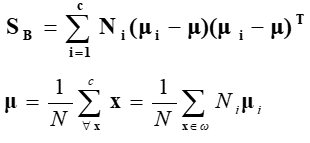 S_B = \sum_{i=1}^{c} N_i (μ_i − μ)(μ_i − μ)^T
μ = \frac{1}{N} \sum_{∀x}^{c} x = \frac{1}{N} \sum_{x∈ω} N_i μ_i